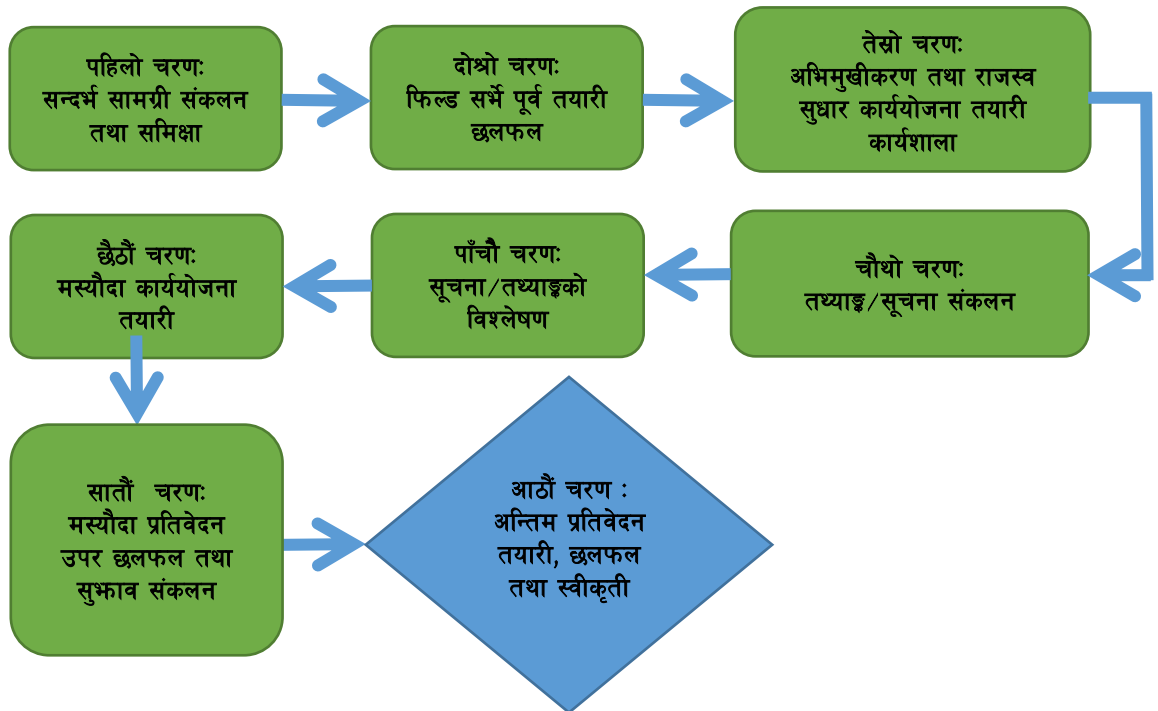 पहिलो चरणः
सन्दर्भ सामग्री संकलन
तथा समिक्षा
दोश्रो चरणः
फिल्ड सर्भे पूर्व तयारी
छलफल
तेस्रो चरणः
अभिमुखीकरण तथा राजस्व
सुधार कार्ययोजना तयारी
कार्यशाला
चौथो चरणः
तथ्याङ्क/सूचना संकलन
पाँचौ चरणः
सूचना/तथ्याङ्कको
विश्लेषण
छैठौं चरणः
मस्यौदा कार्ययोजना
तयारी
सातौं चरणः
मस्यौदा प्रतिवेदन
उपर छलफल तथा
सुझाव संकलन
आठौं चरण :
अन्तिम प्रतिवेदन
तयारी, छलफल
तथा स्वीकृती